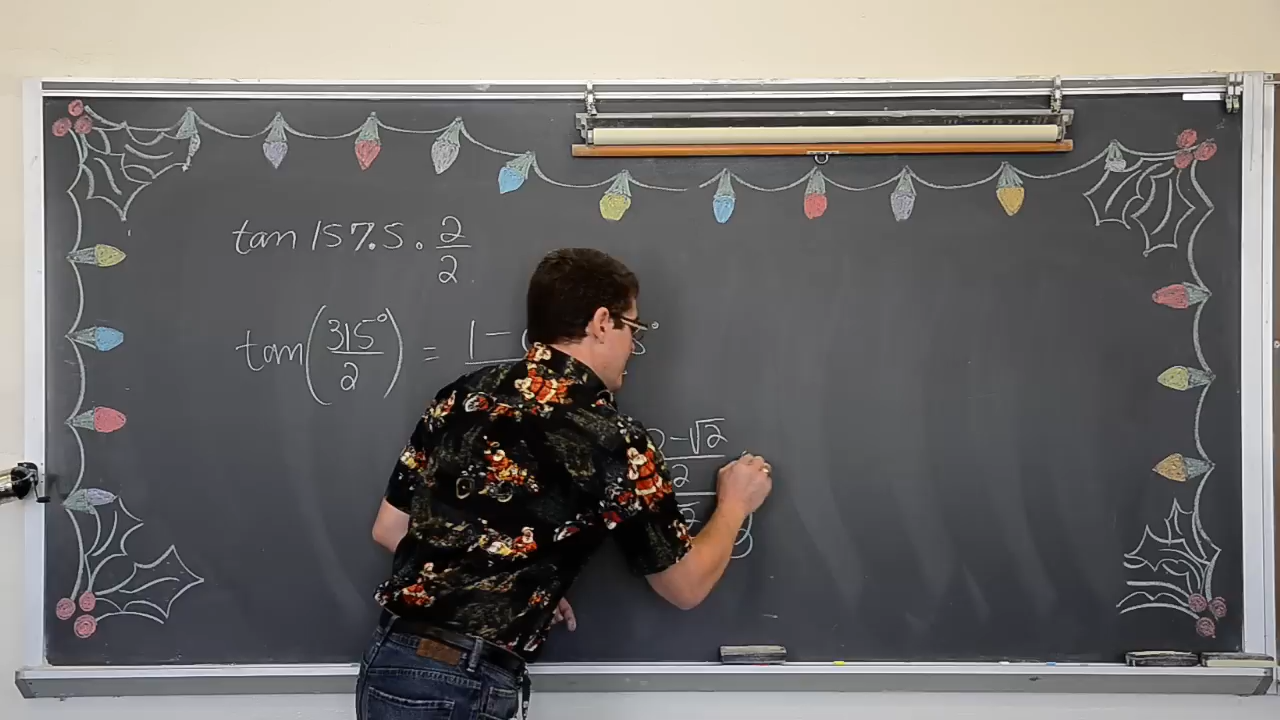 tan 157.5 · 2/2
tan(315°/2) = 1 −
− √2
2
√2